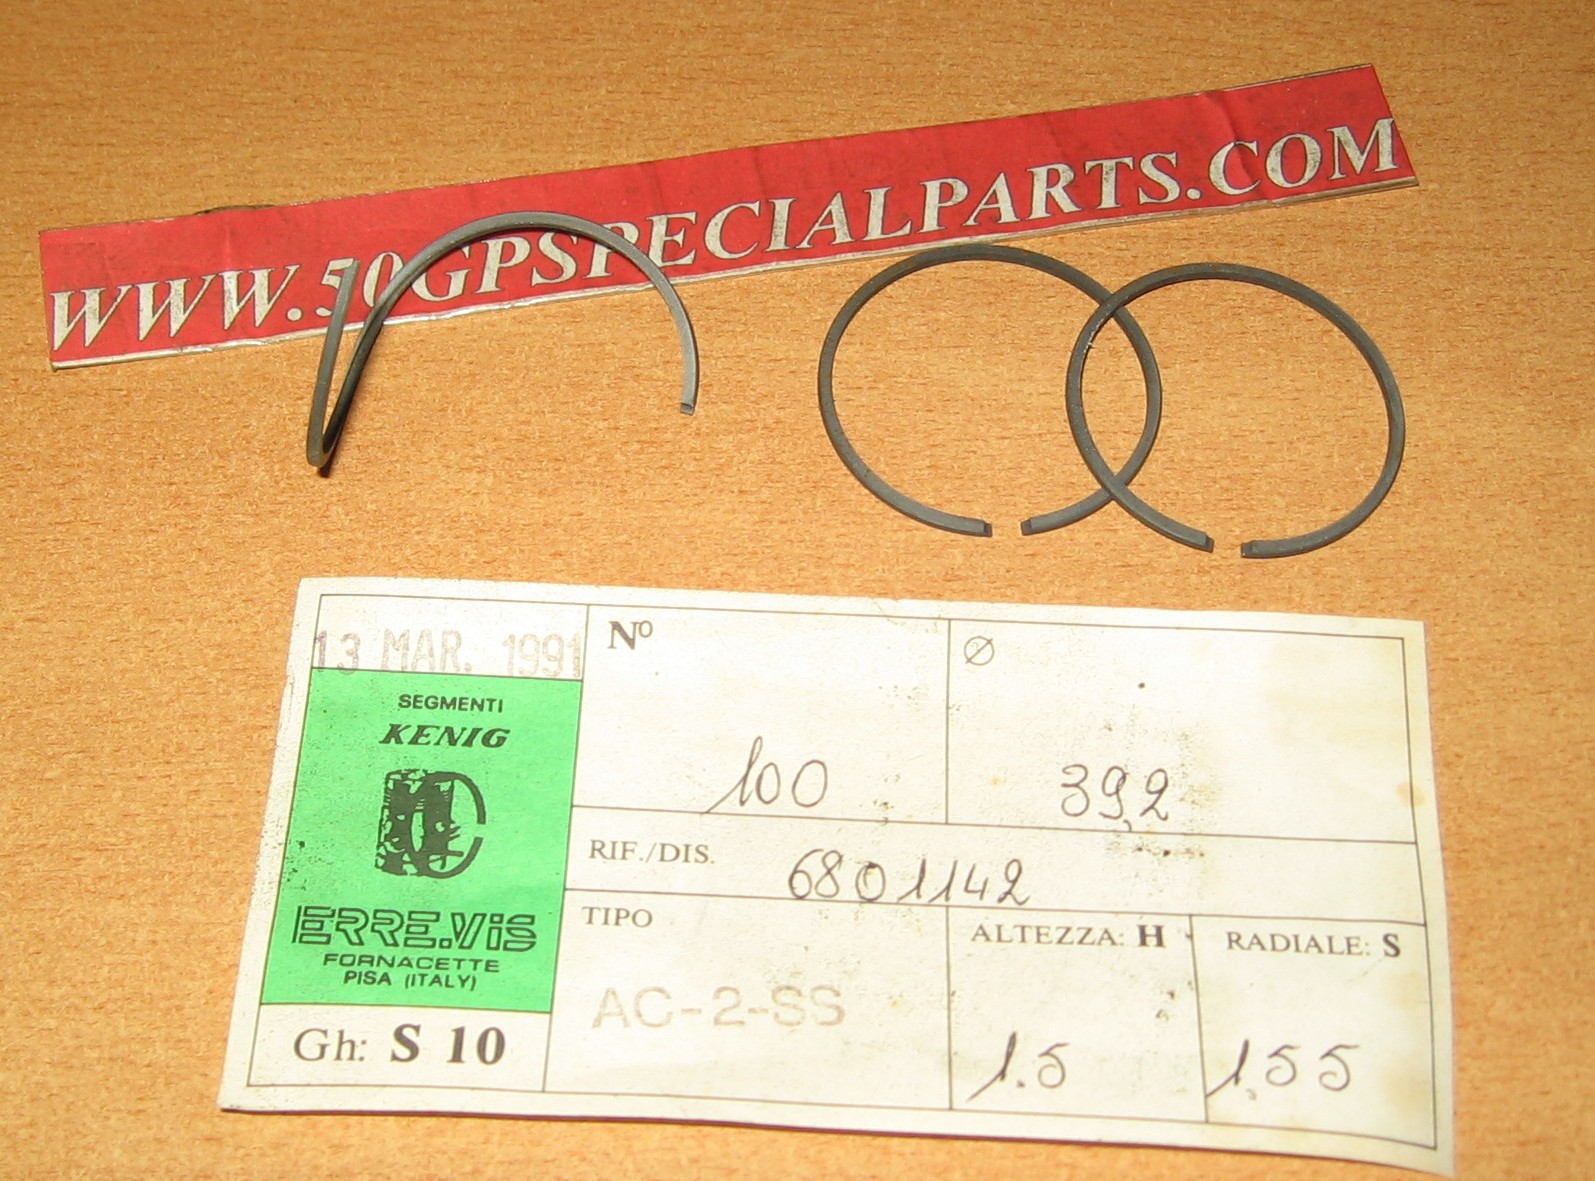 WWW.50GPSPECIALPARTS.COM
13 MAR. 1991
SEGMENTI
KENIG
ERRE.ViS
FORNACETTE
PISA (ITALY)
Gh: S 10
Nº
100
Ø
39,2
RIF./DIS.
6801142
TIPO
AC-2-SS
ALTEZZA: H
1.5
RADIALE: S
1,55